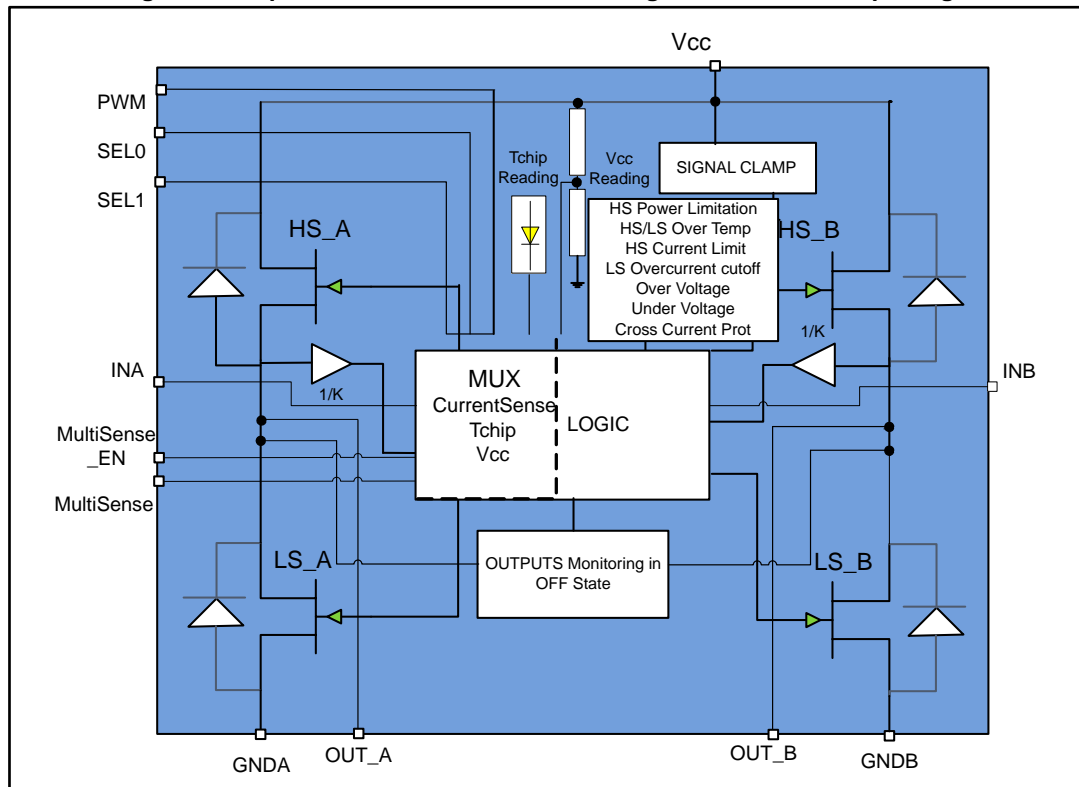 Vcc
PWM
SEL0
SEL1
Tchip
Reading
Vcc
Reading
SIGNAL CLAMP
HS Power Limitation
HS/LS Over Temp
HS Current Limit
LS Overcurrent cutoff
Over Voltage
Under Voltage
Cross Current Prot
HS_A
HS_B
INA
1/K
1/K
INB
MUX
CurrentSense
Tchip
Vcc
LOGIC
MultiSense
_EN
MultiSense
LS_A
OUTPUTS Monitoring in
OFF State
LS_B
GNDA
OUT_A
OUT_B
GNDB